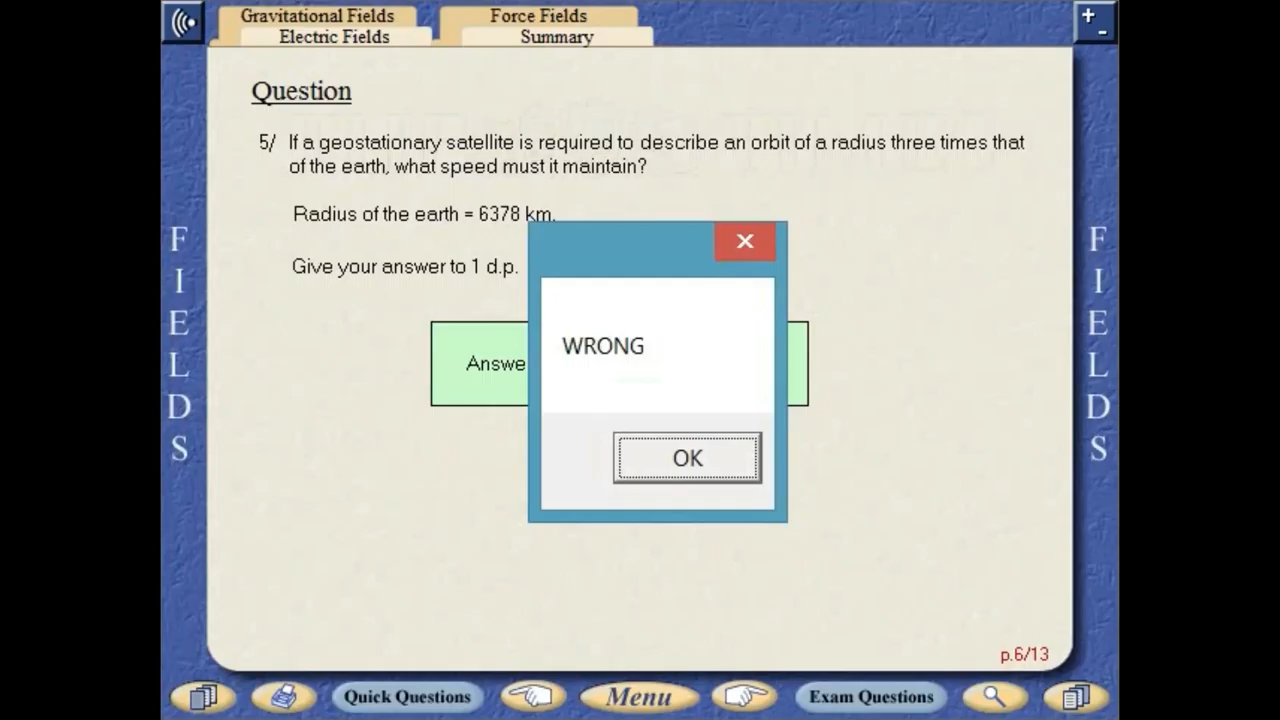 Gravitational Fields
Force Fields
Electric Fields
Summary
+
-
Question
5/ If a geostationary satellite is required to describe an orbit of a radius three times that
of the earth, what speed must it maintain?
Radius of the earth = 6378 km.
Give your answer to 1 d.p.
Answe
WRONG
OK
FIELDS
FIELDS
p.6/13
Quick Questions
Menu
Exam Questions